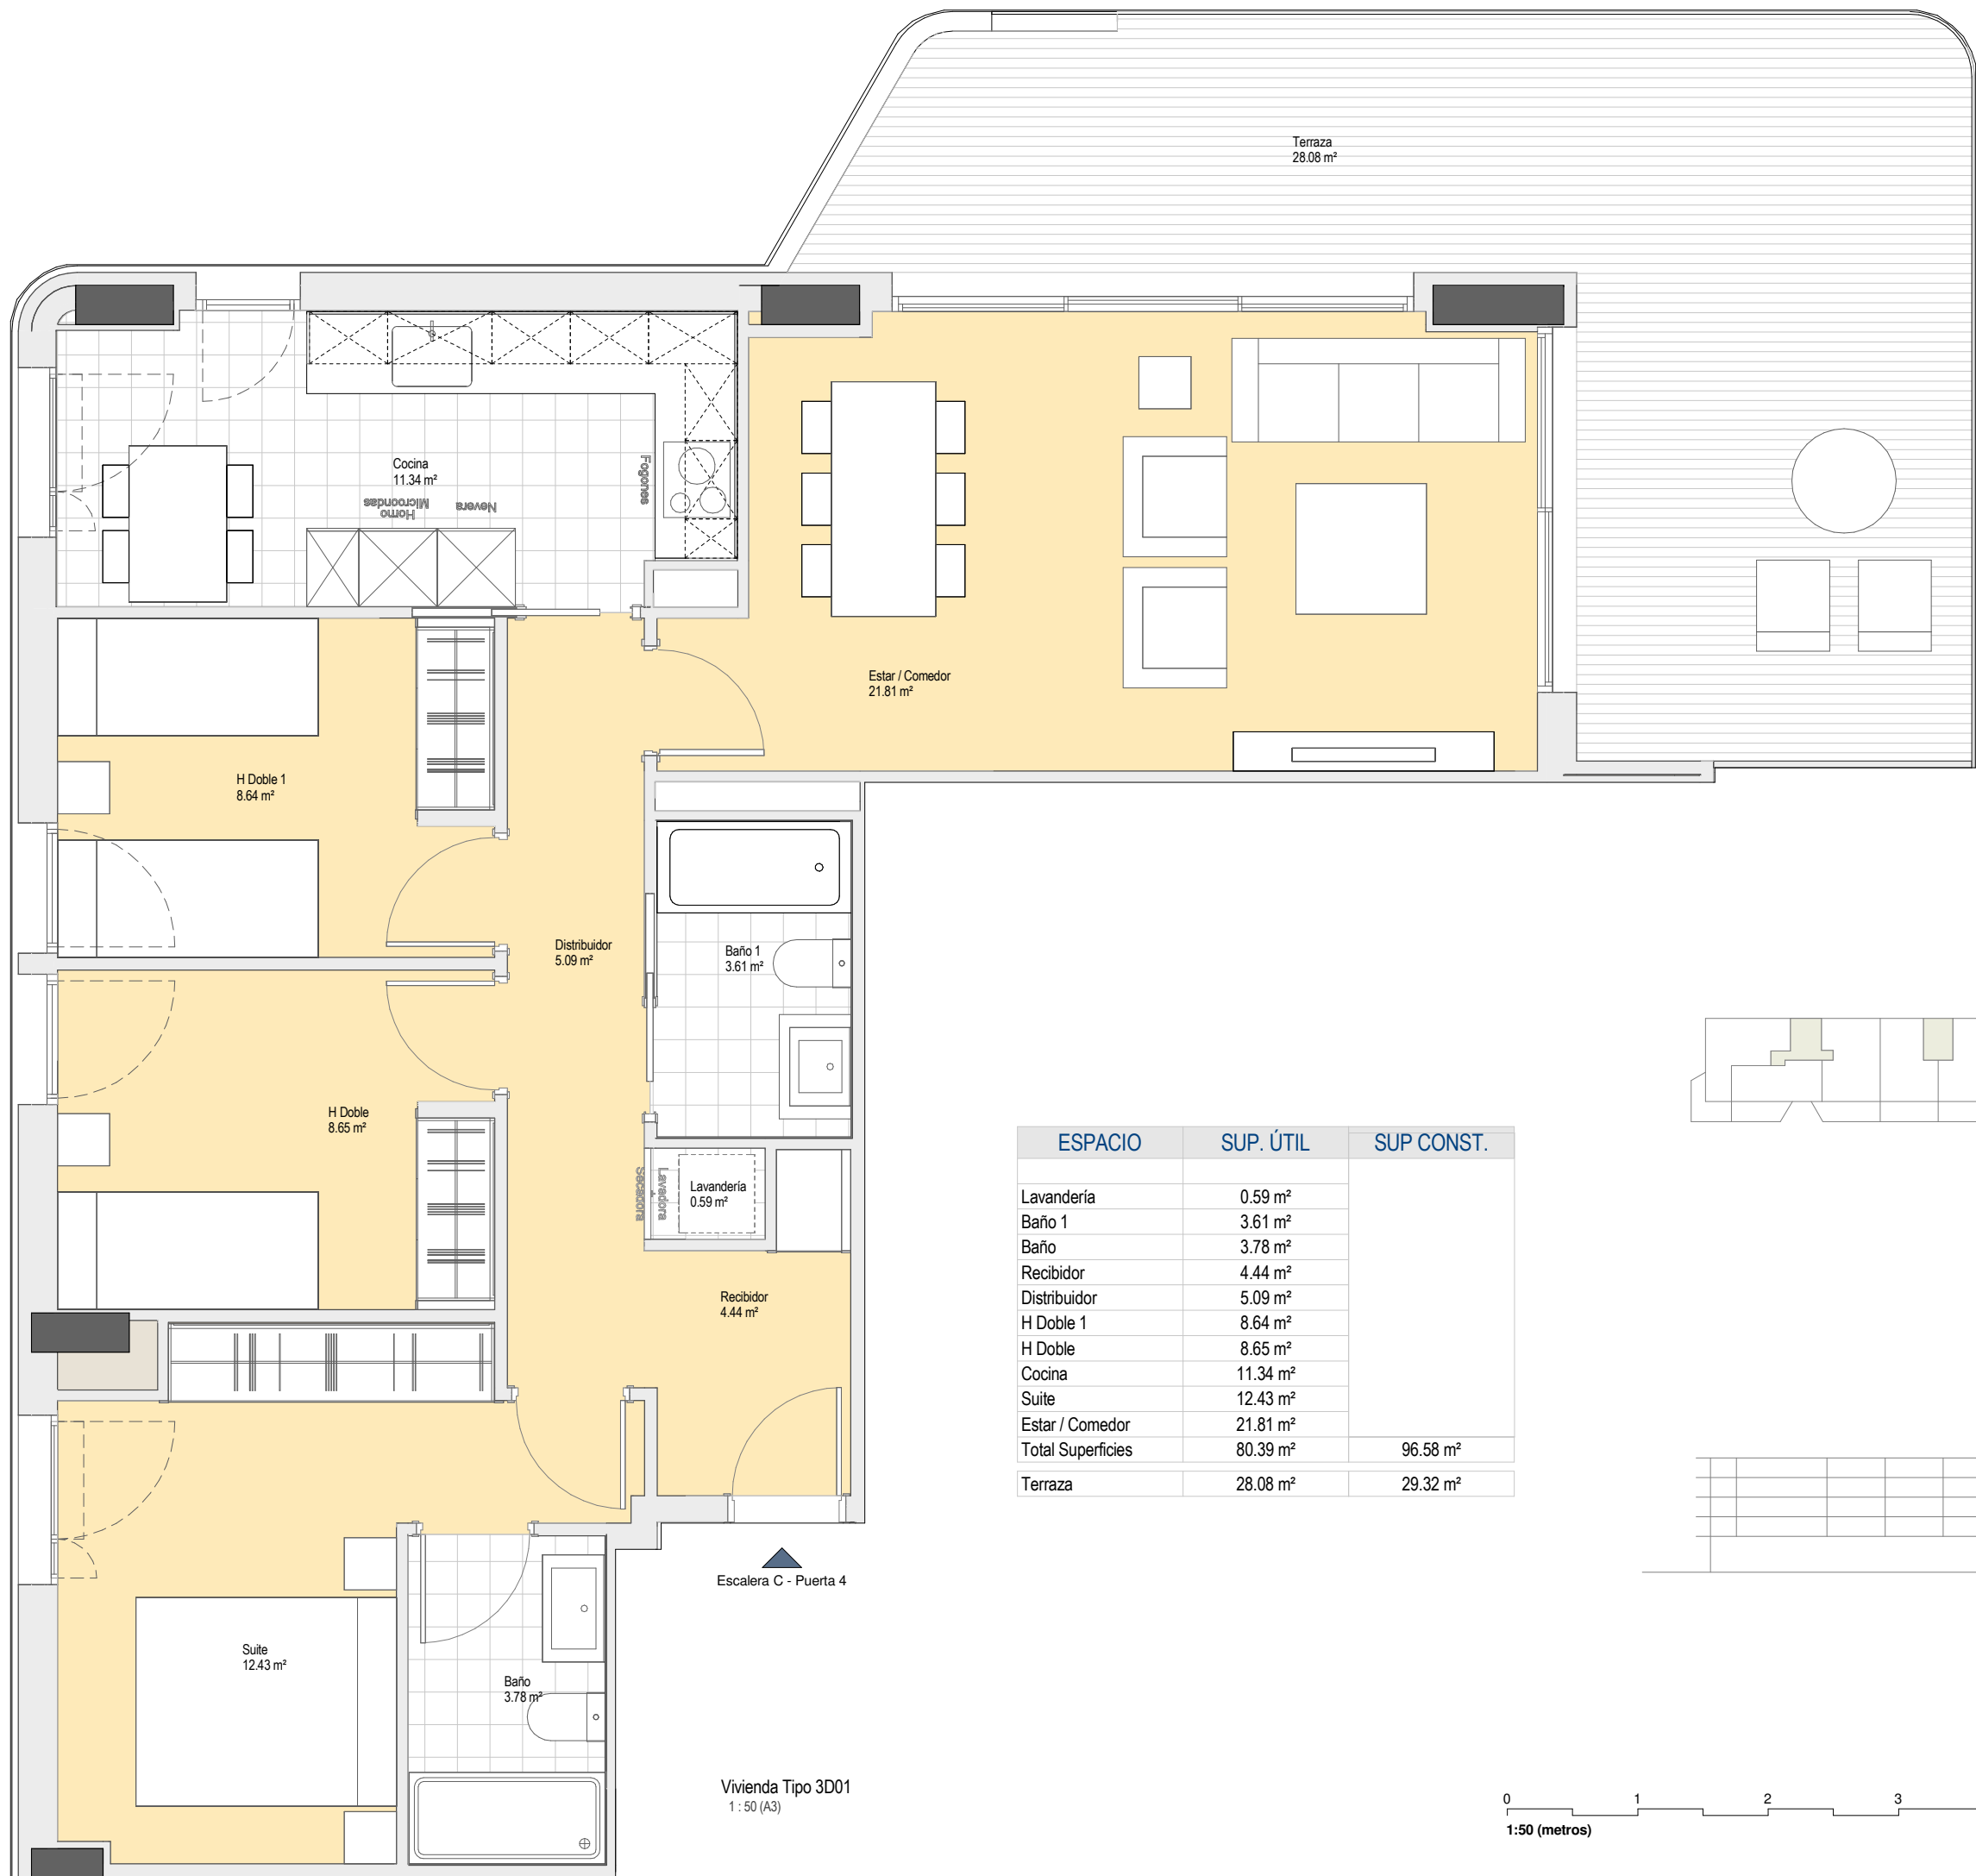 Terraza
28.08 m²
Cocina
11.34 m²
Horno
Microondas
Nevera
Fogones
Estar / Comedor
21.81 m²
H Doble 1
8.64 m²
Distribuidor
5.09 m²
Baño 1
3.61 m²
H Doble
8.65 m²
Lavadora
+
Secadora
Lavandería
0.59 m²
Recibidor
4.44 m²
Escalera C - Puerta 4
Suite
12.43 m²
Baño
3.78 m²
ESPACIO SUP. ÚTIL SUP CONST.
Lavandería 0.59 m²
Baño 1 3.61 m²
Baño 3.78 m²
Recibidor 4.44 m²
Distribuidor 5.09 m²
H Doble 1 8.64 m²
H Doble 8.65 m²
Cocina 11.34 m²
Suite 12.43 m²
Estar / Comedor 21.81 m²
Total Superficies 80.39 m² 96.58 m²
Terraza 28.08 m² 29.32 m²
Vivienda Tipo 3D01
1 : 50 (A3)
0 1 2 3
1:50 (metros)